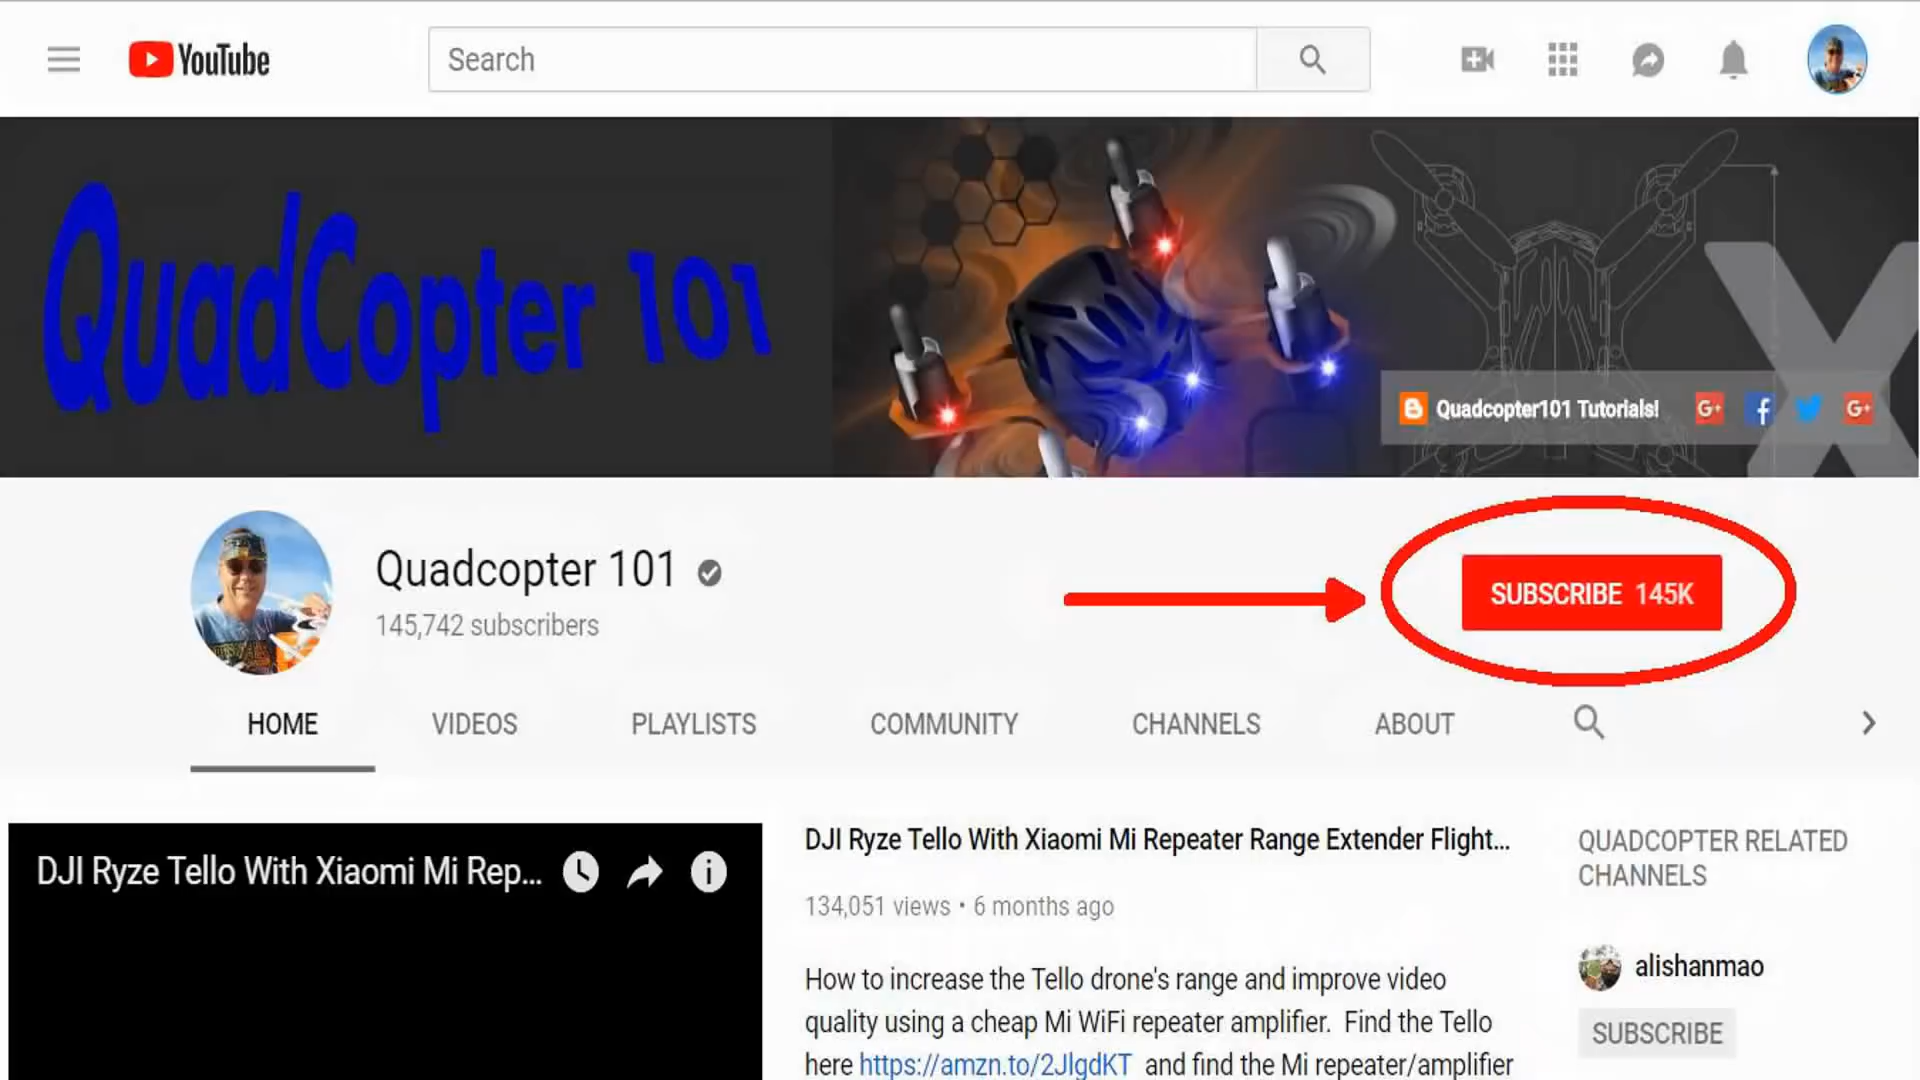 YouTube
Search
QuadCopter 101
X
Quadcopter101 Tutorials!
Quadcopter 101
145,742 subscribers
SUBSCRIBE 145K
HOME VIDEOS PLAYLISTS COMMUNITY CHANNELS ABOUT
DJI Ryze Tello With Xiaomi Mi Rep...
DJI Ryze Tello With Xiaomi Mi Repeater Range Extender Flight...
134,051 views • 6 months ago
How to increase the Tello drone's range and improve video
quality using a cheap Mi WiFi repeater amplifier. Find the Tello
here https://amzn.to/2JlgdKT and find the Mi repeater/amplifier
QUADCOPTER RELATED
CHANNELS
alishanmao
SUBSCRIBE